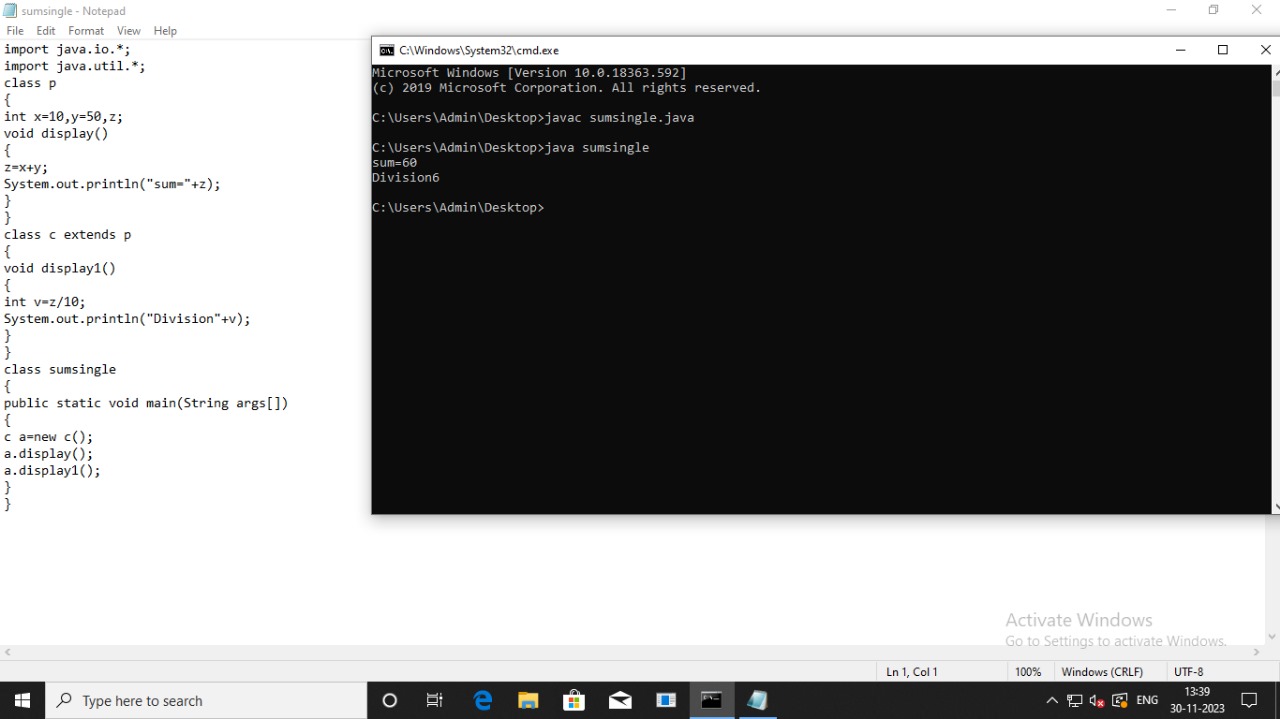 sumsingle - Notepad
File Edit Format View Help
import java.io.*;
import java.util.*;
class p
{
int x=10,y=50,z;
void display()
{
z=x+y;
System.out.println("sum="+z);
}
}
class c extends p
{
void display1()
{
int v=z/10;
System.out.println("Division"+v);
}
}
class sumsingle
{
public static void main(String args[])
{
c a=new c();
a.display();
a.display1();
}
}
C:\Windows\System32\cmd.exe
Microsoft Windows [Version 10.0.18363.592]
(c) 2019 Microsoft Corporation. All rights reserved.
C:\Users\Admin\Desktop>javac sumsingle.java
C:\Users\Admin\Desktop>java sumsingle
sum=60
Division6
C:\Users\Admin\Desktop>
Activate Windows
Go to Settings to activate Windows.
Ln 1, Col 1 100% Windows (CRLF) UTF-8
Type here to search
ENG
13:39
30-11-2023